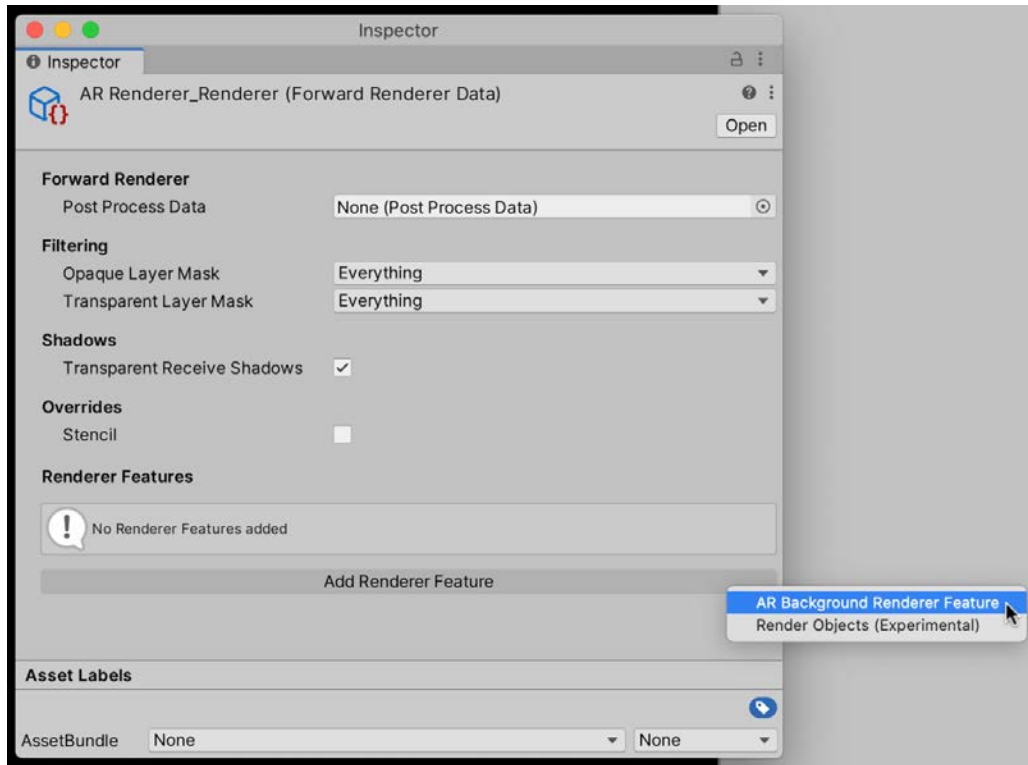 Inspector
Inspector
AR Renderer_Renderer (Forward Renderer Data)
Open
Forward Renderer
Post Process Data None (Post Process Data)
Filtering
Opaque Layer Mask Everything
Transparent Layer Mask Everything
Shadows
Transparent Receive Shadows
Overrides
Stencil
Renderer Features
No Renderer Features added
Add Renderer Feature
AR Background Renderer Feature
Render Objects (Experimental)
Asset Labels
AssetBundle None None